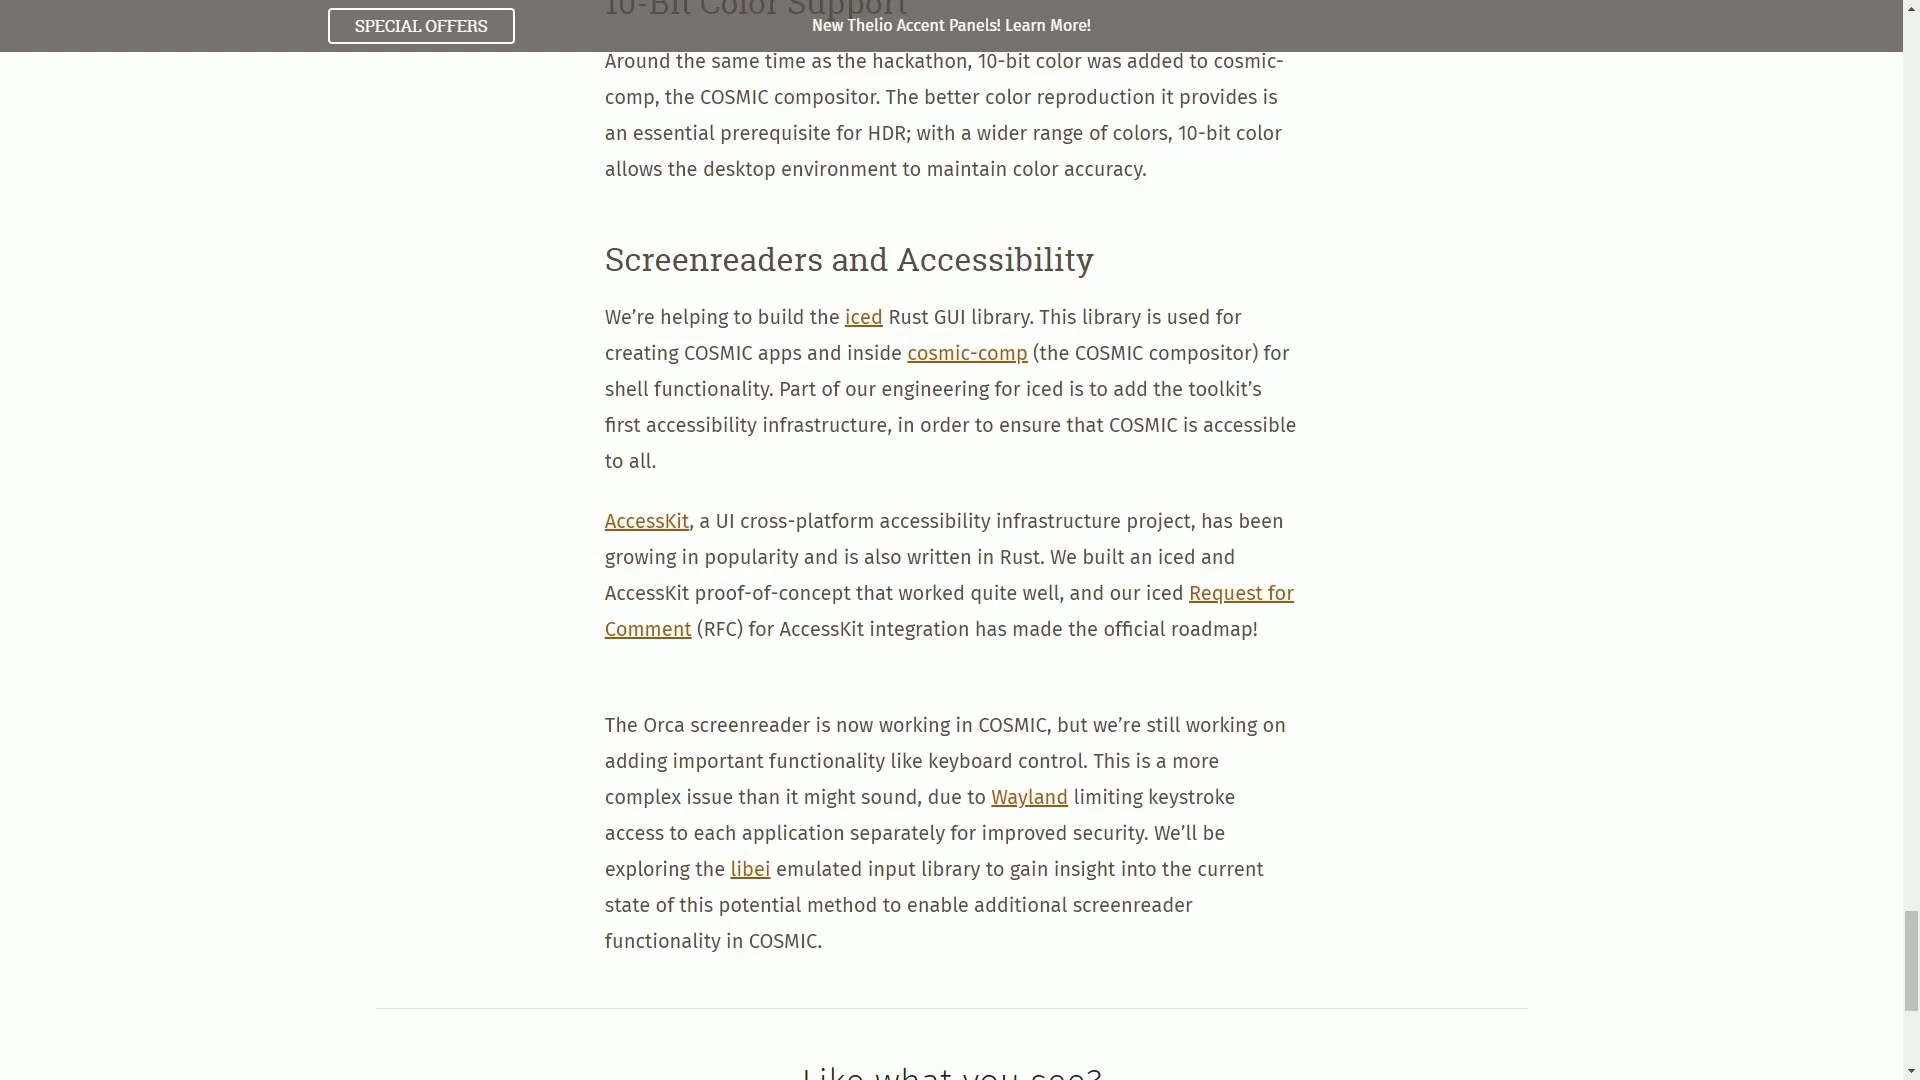 10-Bit Color Support
SPECIAL OFFERS
New Thelio Accent Panels! Learn More!
Around the same time as the hackathon, 10-bit color was added to cosmic-
comp, the COSMIC compositor. The better color reproduction it provides is
an essential prerequisite for HDR; with a wider range of colors, 10-bit color
allows the desktop environment to maintain color accuracy.
Screenreaders and Accessibility
We’re helping to build the iced Rust GUI library. This library is used for
creating COSMIC apps and inside cosmic-comp (the COSMIC compositor) for
shell functionality. Part of our engineering for iced is to add the toolkit’s
first accessibility infrastructure, in order to ensure that COSMIC is accessible
to all.
AccessKit, a UI cross-platform accessibility infrastructure project, has been
growing in popularity and is also written in Rust. We built an iced and
AccessKit proof-of-concept that worked quite well, and our iced Request for
Comment (RFC) for AccessKit integration has made the official roadmap!
The Orca screenreader is now working in COSMIC, but we’re still working on
adding important functionality like keyboard control. This is a more
complex issue than it might sound, due to Wayland limiting keystroke
access to each application separately for improved security. We’ll be
exploring the libei emulated input library to gain insight into the current
state of this potential method to enable additional screenreader
functionality in COSMIC.
Like what you see?